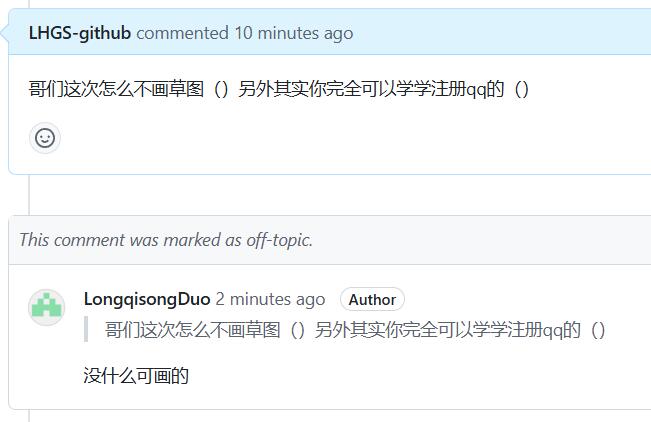 LHGS-github commented 10 minutes ago
哥们这次怎么不画草图（）另外其实你完全可以学学注册qq的（）
This comment was marked as off-topic.
LongqisongDuo 2 minutes ago Author
哥们这次怎么不画草图（）另外其实你完全可以学学注册qq的（）
没什么可画的